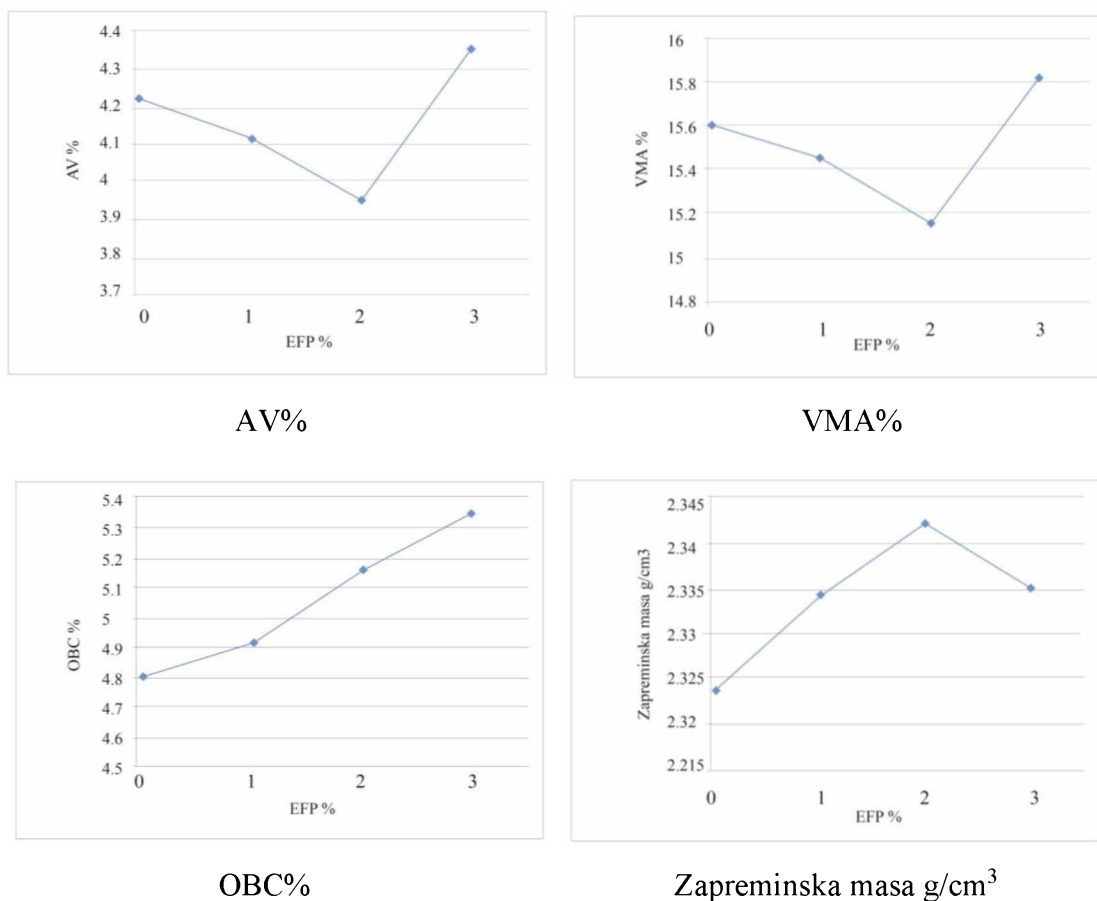 4.4
4.3
4.2
4.1
4
3.9
3.8
3.7
AV %
0 1 2 3
EFP %
AV%
16
15.8
15.6
15.4
15.2
15
14.8
VMA %
0 1 2 3
EFP %
VMA%
5.4
5.3
5.2
5.1
5
4.9
4.8
4.7
4.6
4.5
OBC %
0 1 2 3
EFP %
OBC%
2.345
2.34
2.335
2.33
2.325
2.32
2.215
Zapreminska masa g/cm3
0 1 2 3
EFP %
Zapreminska masa g/cm³